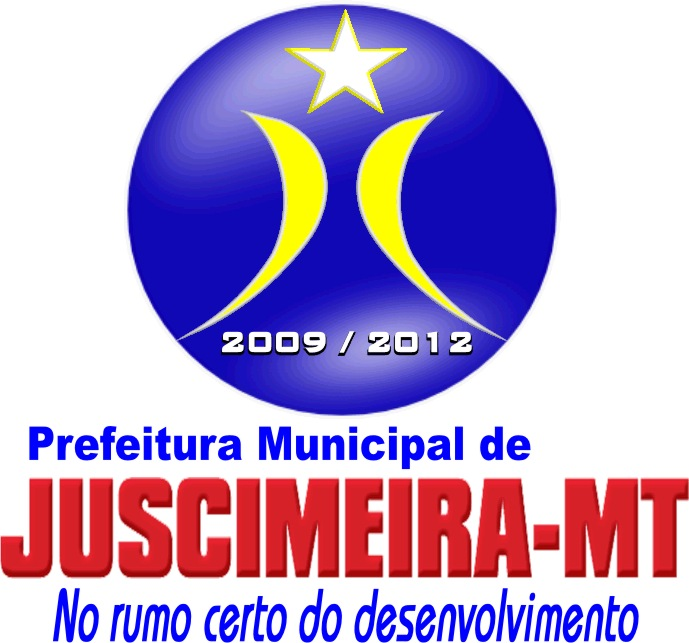 2009 / 2012
Prefeitura Municipal de
JUSCIMEIRA-MT
No rumo certo do desenvolvimento